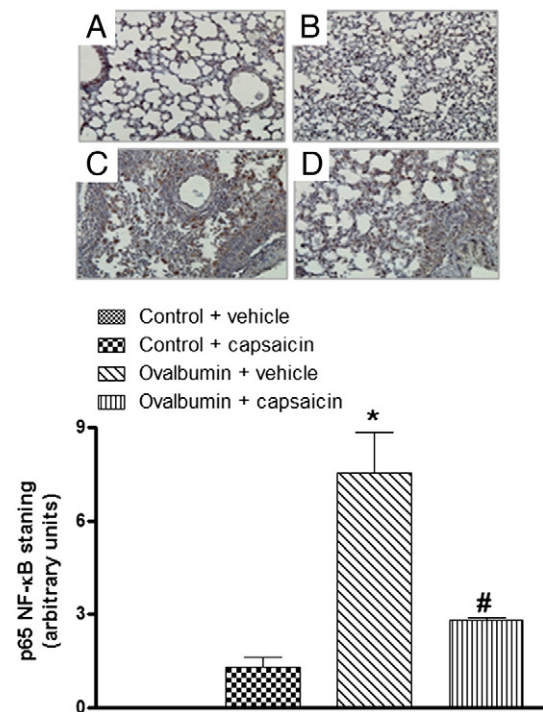 A
B
C
D
Control + vehicle
Control + capsaicin
Ovalbumin + vehicle
Ovalbumin + capsaicin
p65 NF-κB staning
(arbitrary units)
9
6
3
0
*
#